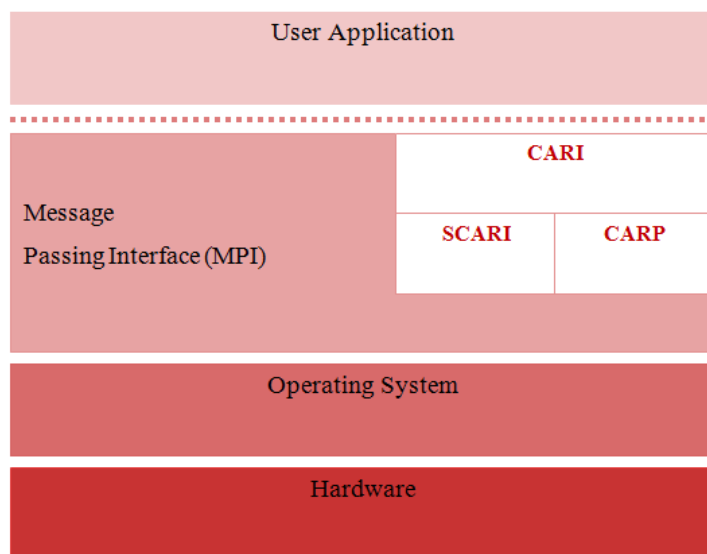 User Application
CARI
Message
Passing Interface (MPI)
SCARI
CARP
Operating System
Hardware